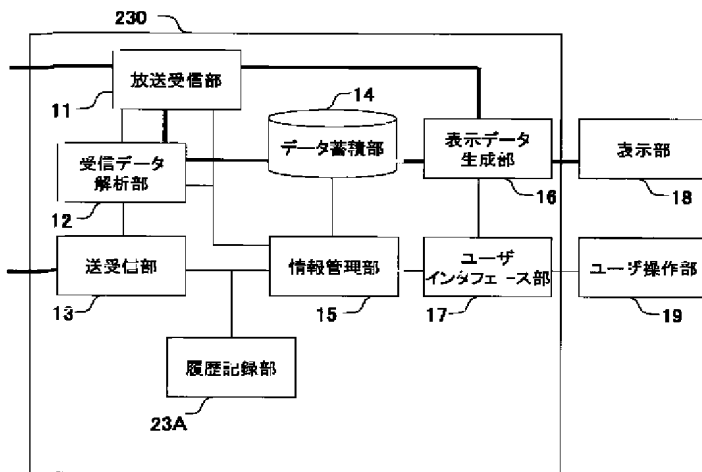 230
放送受信部
11
14
データ蓄積部
表示データ
生成部
16
表示部
18
受信データ
解析部
12
送受信部
13
情報管理部
15
ユーザ
インタフェース部
17
ユーザ操作部
19
履歴記録部
23A